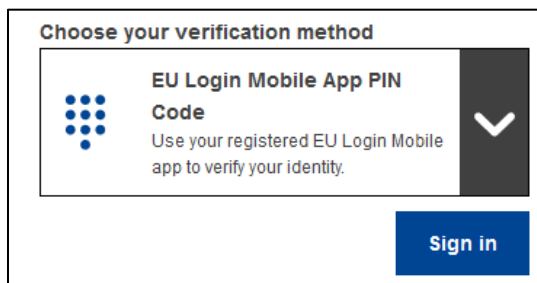 Choose your verification method
EU Login Mobile App PIN
Code
Use your registered EU Login Mobile
app to verify your identity.
Sign in